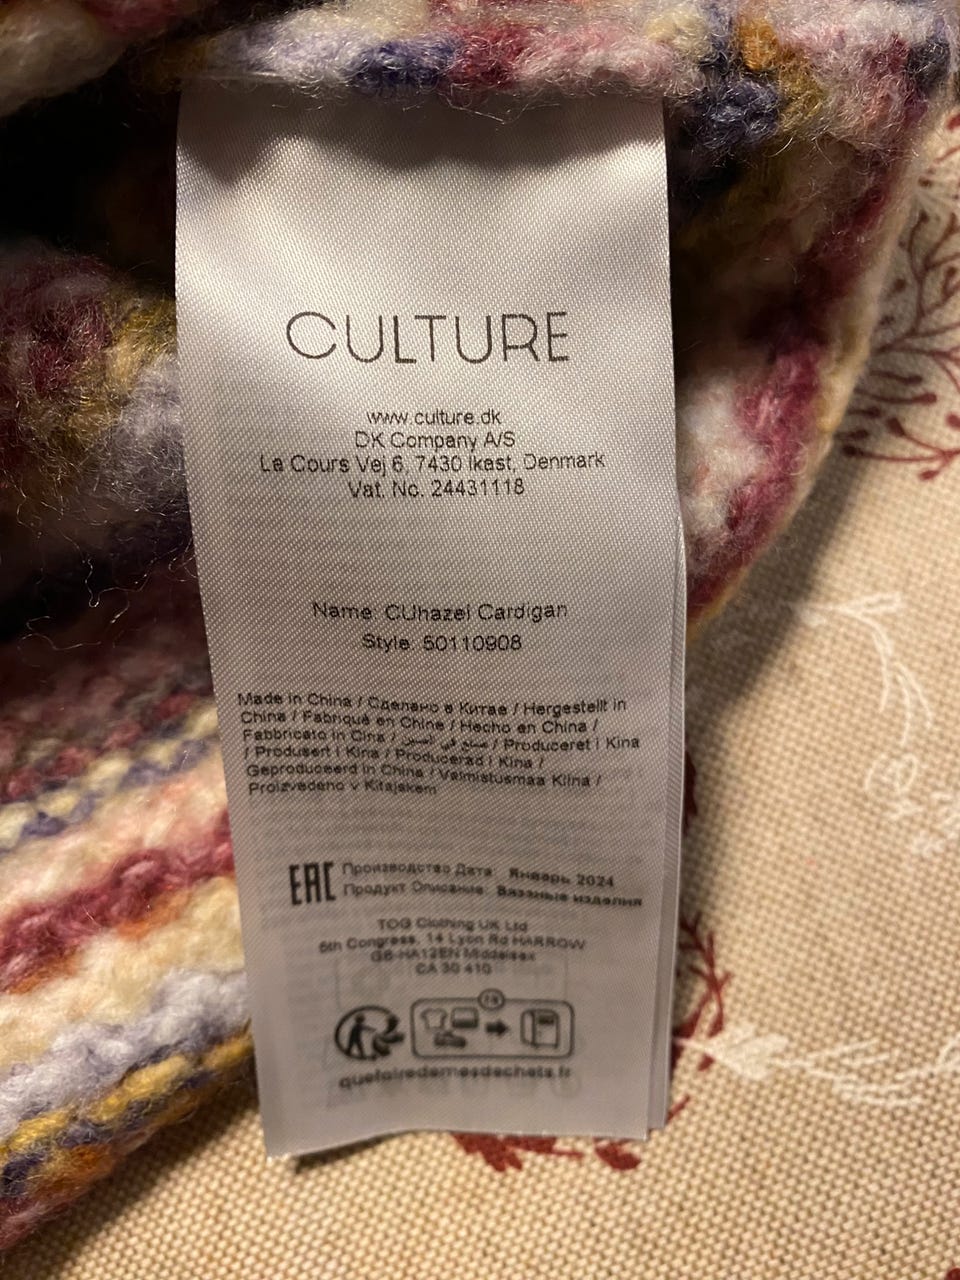 CULTURE
www.culture.dk
DK Company A/S
La Cours Vej 6, 7430 Ikast, Denmark
Vat. No. 24431118
Name: CUhazel Cardigan
Style: 50110908
Made in China / Сделано в Китае / Hergestellt in
China / Fabriqué en Chine / Hecho en China /
Fabbricato in Cina / صنع في الصين / Produceret i Kina
/ Produsert i Kina / Producerad i Kina /
Geproduceerd in China / Valmistusmaa Kiina /
Proizvedeno v Kitajskem
EAC Производство Дата: Январь 2024
Продукт Описание: Вязаные изделия
TOG Clothing UK Ltd
6th Congress, 14 Lyon Rd HARROW
GB-HA12EN Middelsex
CA 30 410
FR
quefairedemesdechets.fr